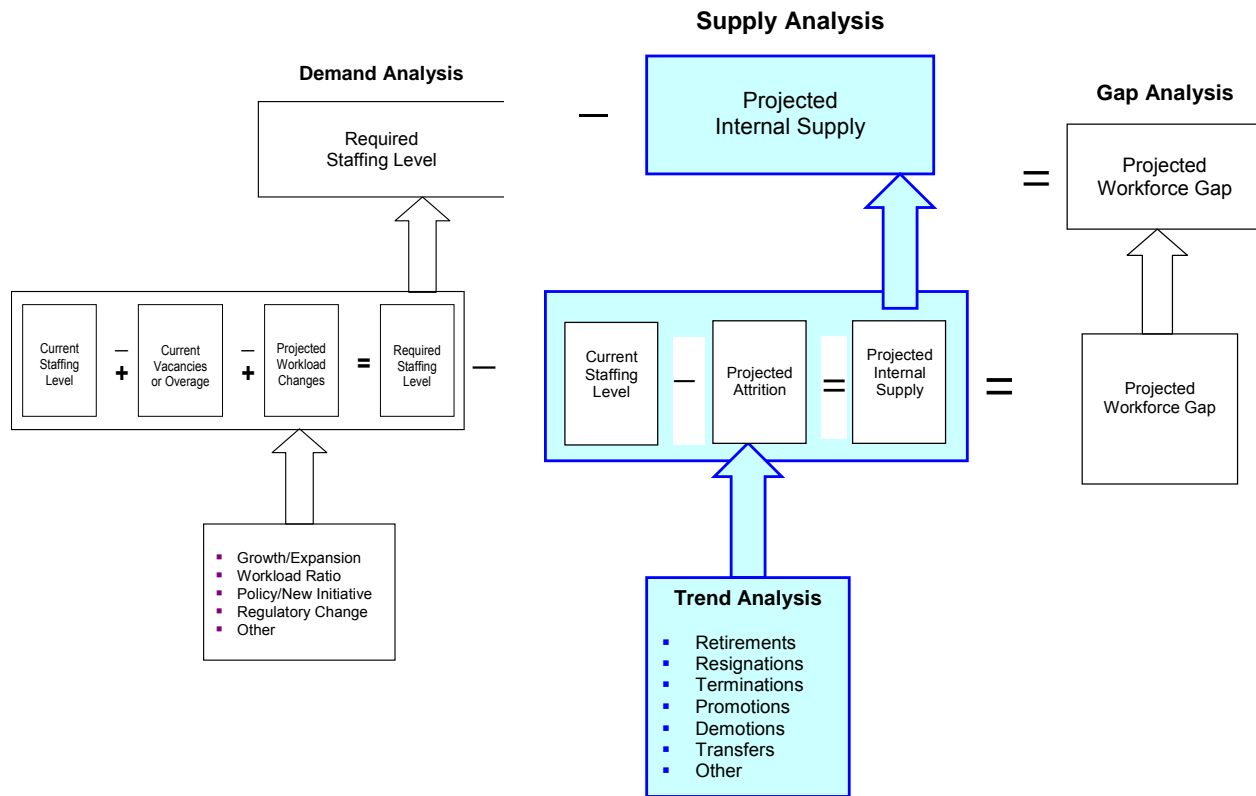 Supply Analysis
Demand Analysis
Gap Analysis
Required
Staffing Level
–
Projected
Internal Supply
=
Projected
Workforce Gap
Current
Staffing
Level
–
+
Current
Vacancies
or Overage
–
+
Projected
Workload
Changes
=
Required
Staffing
Level
–
Current
Staffing
Level
–
Projected
Attrition
=
Projected
Internal
Supply
=
Projected
Workforce Gap
▪ Growth/Expansion
▪ Workload Ratio
▪ Policy/New Initiative
▪ Regulatory Change
▪ Other
Trend Analysis
▪ Retirements
▪ Resignations
▪ Terminations
▪ Promotions
▪ Demotions
▪ Transfers
▪ Other